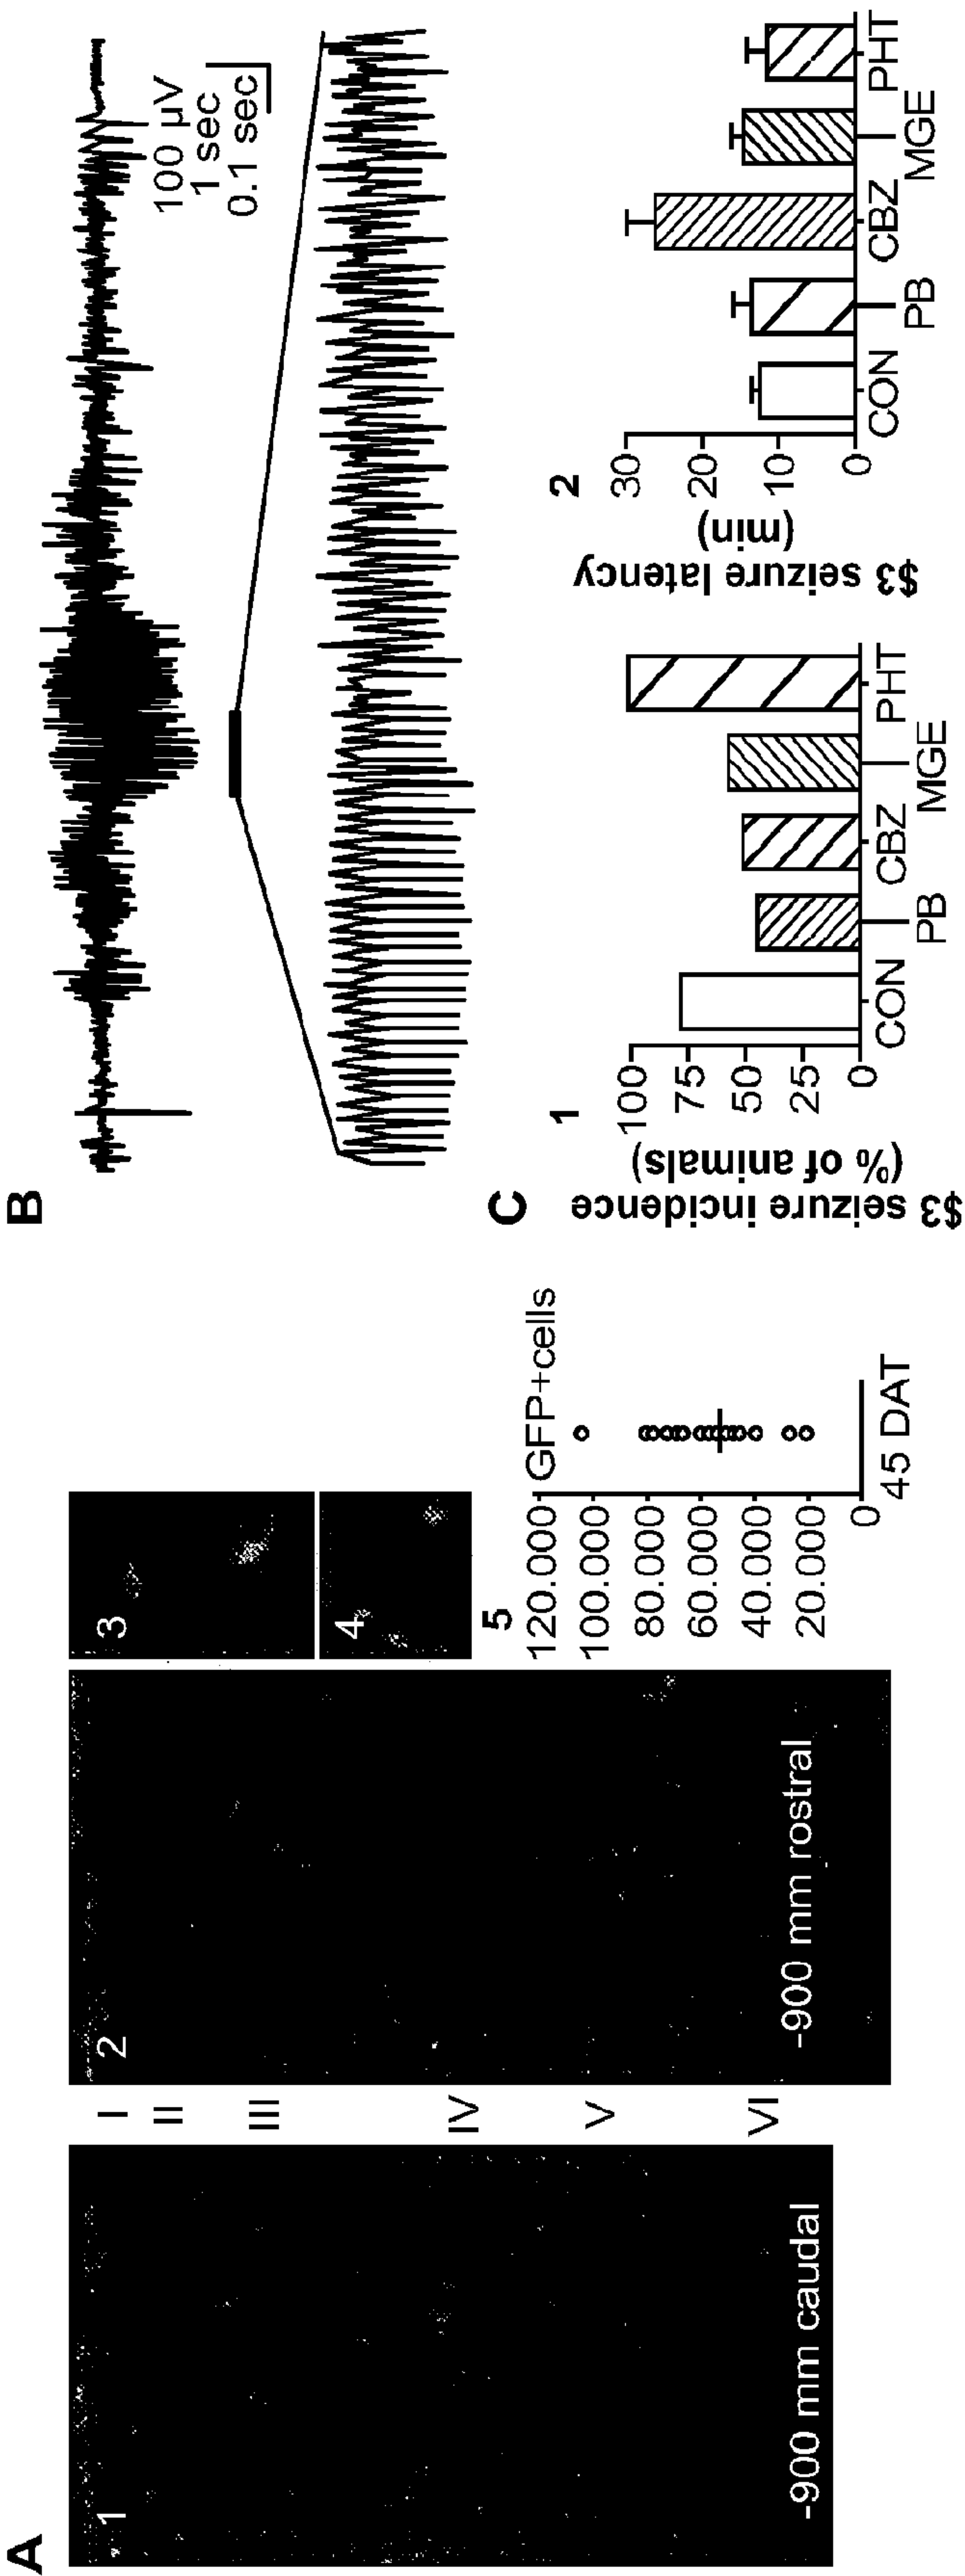 A
1
-900 mm caudal
I
II
III
IV
V
VI
2
-900 mm rostral
3
4
5
GFP+cells
120.000
100.000
80.000
60.000
40.000
20.000
0
45 DAT
B
100 µV
1 sec
0.1 sec
C
1
$3 seizure incidence
(% of animals)
100
75
50
25
0
CON
PB
CBZ
MGE
PHT
2
$3 seizure latency
(min)
30
20
10
0
CON
PB
CBZ
MGE
PHT